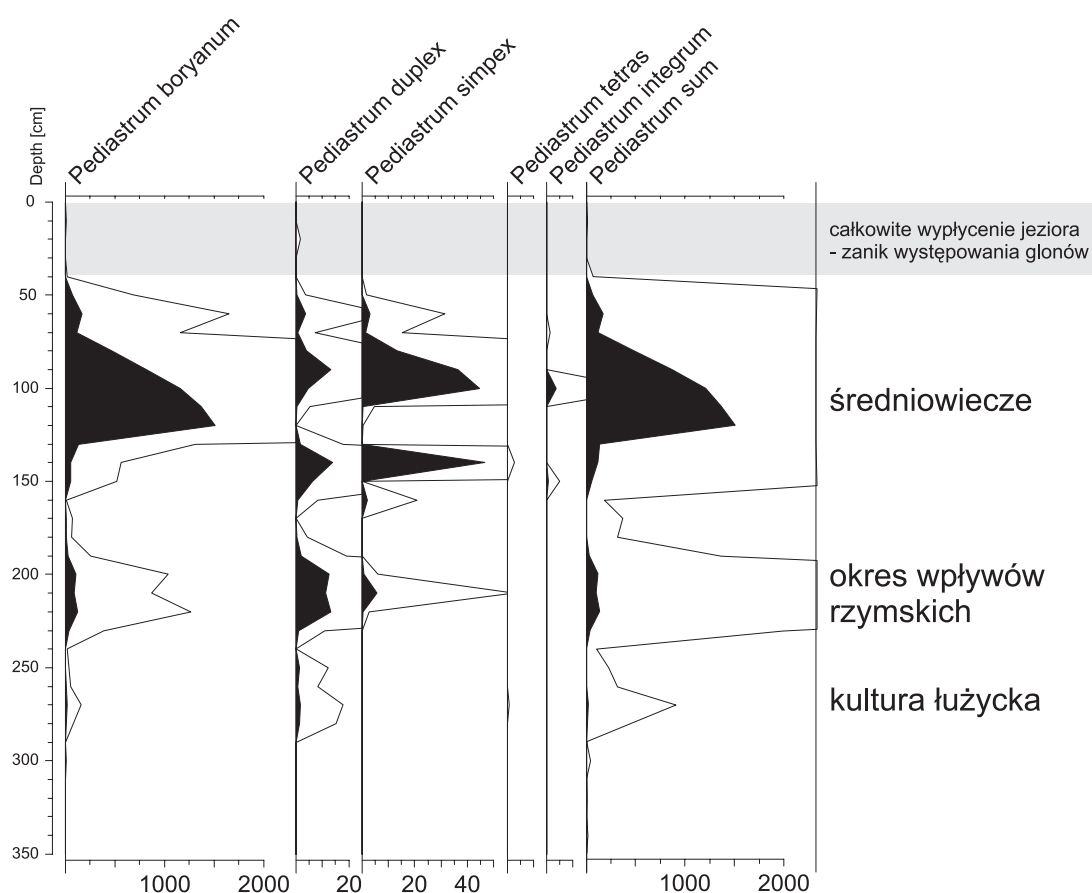 Depth [cm]
Pediastrum boryanum
Pediastrum duplex
Pediastrum simpex
Pediastrum tetras
Pediastrum integrum
Pediastrum sum
0
50
100
150
200
250
300
350
całkowite wypłycenie jeziora
- zanik występowania glonów
średniowiecze
okres wpływów
rzymskich
kultura łużycka
1000 2000 20 20 40 1000 2000